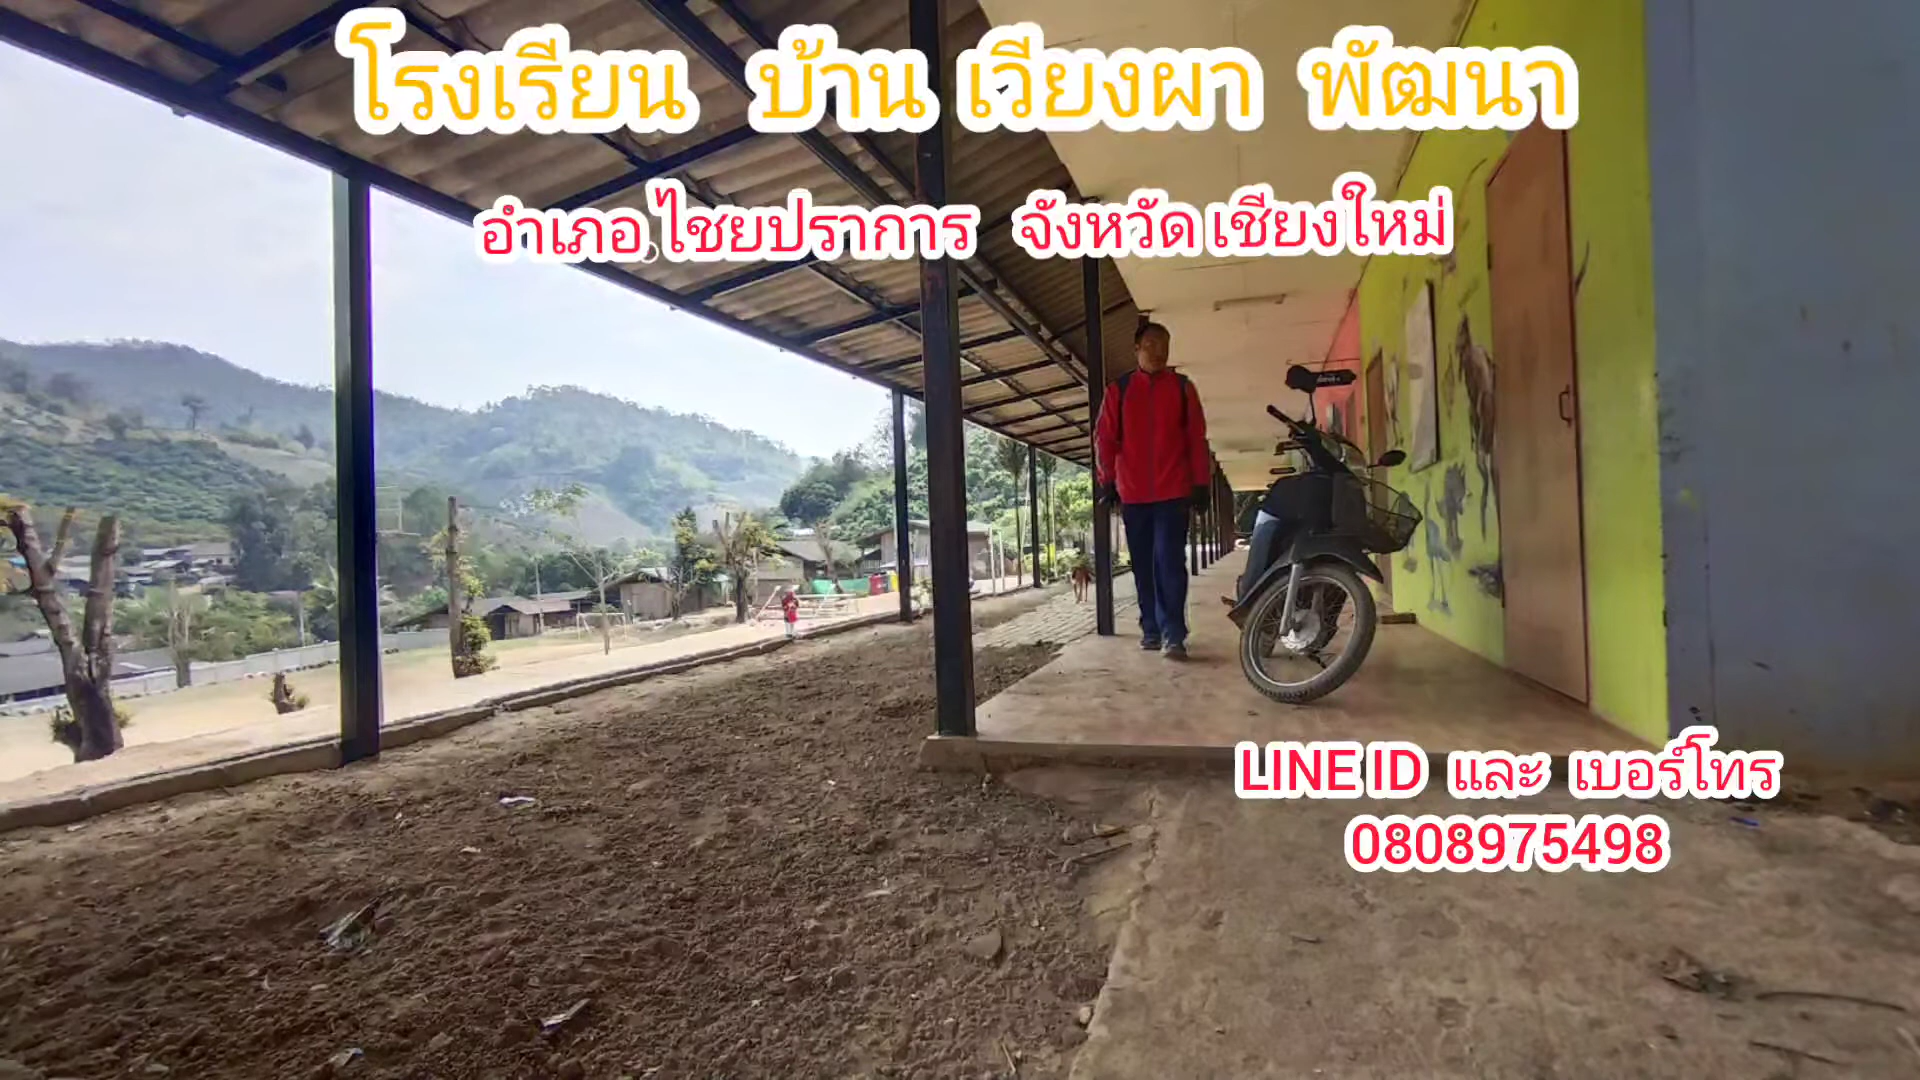 โรงเรียน บ้าน เวียงผา พัฒนา
อำเภอ ไชยปราการ จังหวัด เชียงใหม่
LINE ID และ เบอร์โทร
0808975498